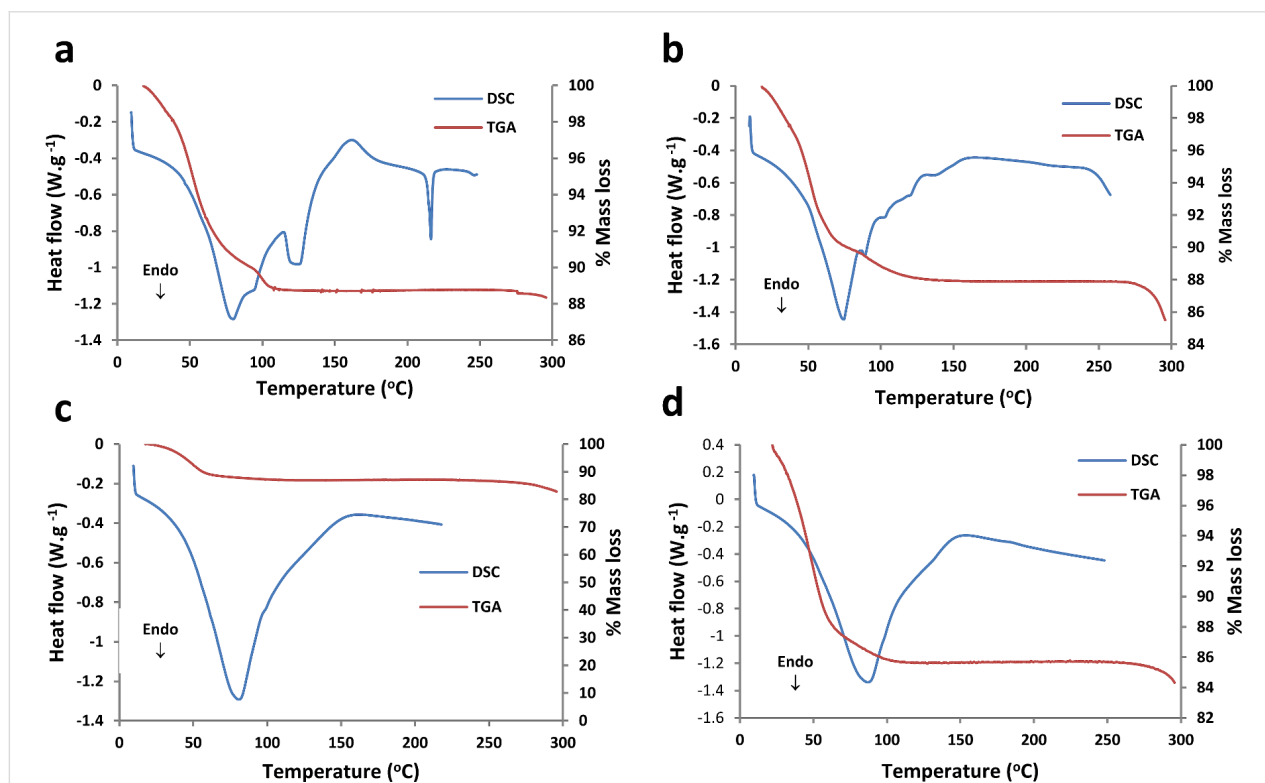 a
0
-0.2
-0.4
-0.6
-0.8
-1
-1.2
-1.4
Heat flow (W.g-1)
100
98
96
94
92
90
88
86
% Mass loss
DSC
TGA
Endo
↓
0 50 100 150 200 250 300
Temperature (oC)
b
0
-0.2
-0.4
-0.6
-0.8
-1
-1.2
-1.4
-1.6
Heat flow (W.g-1)
100
98
96
94
92
90
88
86
84
% Mass loss
DSC
TGA
Endo
↓
0 50 100 150 200 250 300
Temperature (oC)
c
0
-0.2
-0.4
-0.6
-0.8
-1
-1.2
-1.4
Heat flow (W.g-1)
100
90
80
70
60
50
40
30
20
10
0
% Mass loss
DSC
TGA
Endo
↓
0 50 100 150 200 250 300
Temperature (oC)
d
0.4
0.2
0
-0.2
-0.4
-0.6
-0.8
-1
-1.2
-1.4
-1.6
Heat flow (W.g-1)
100
98
96
94
92
90
88
86
84
82
% Mass loss
DSC
TGA
Endo
↓
0 50 100 150 200 250 300
Temperature (oC)